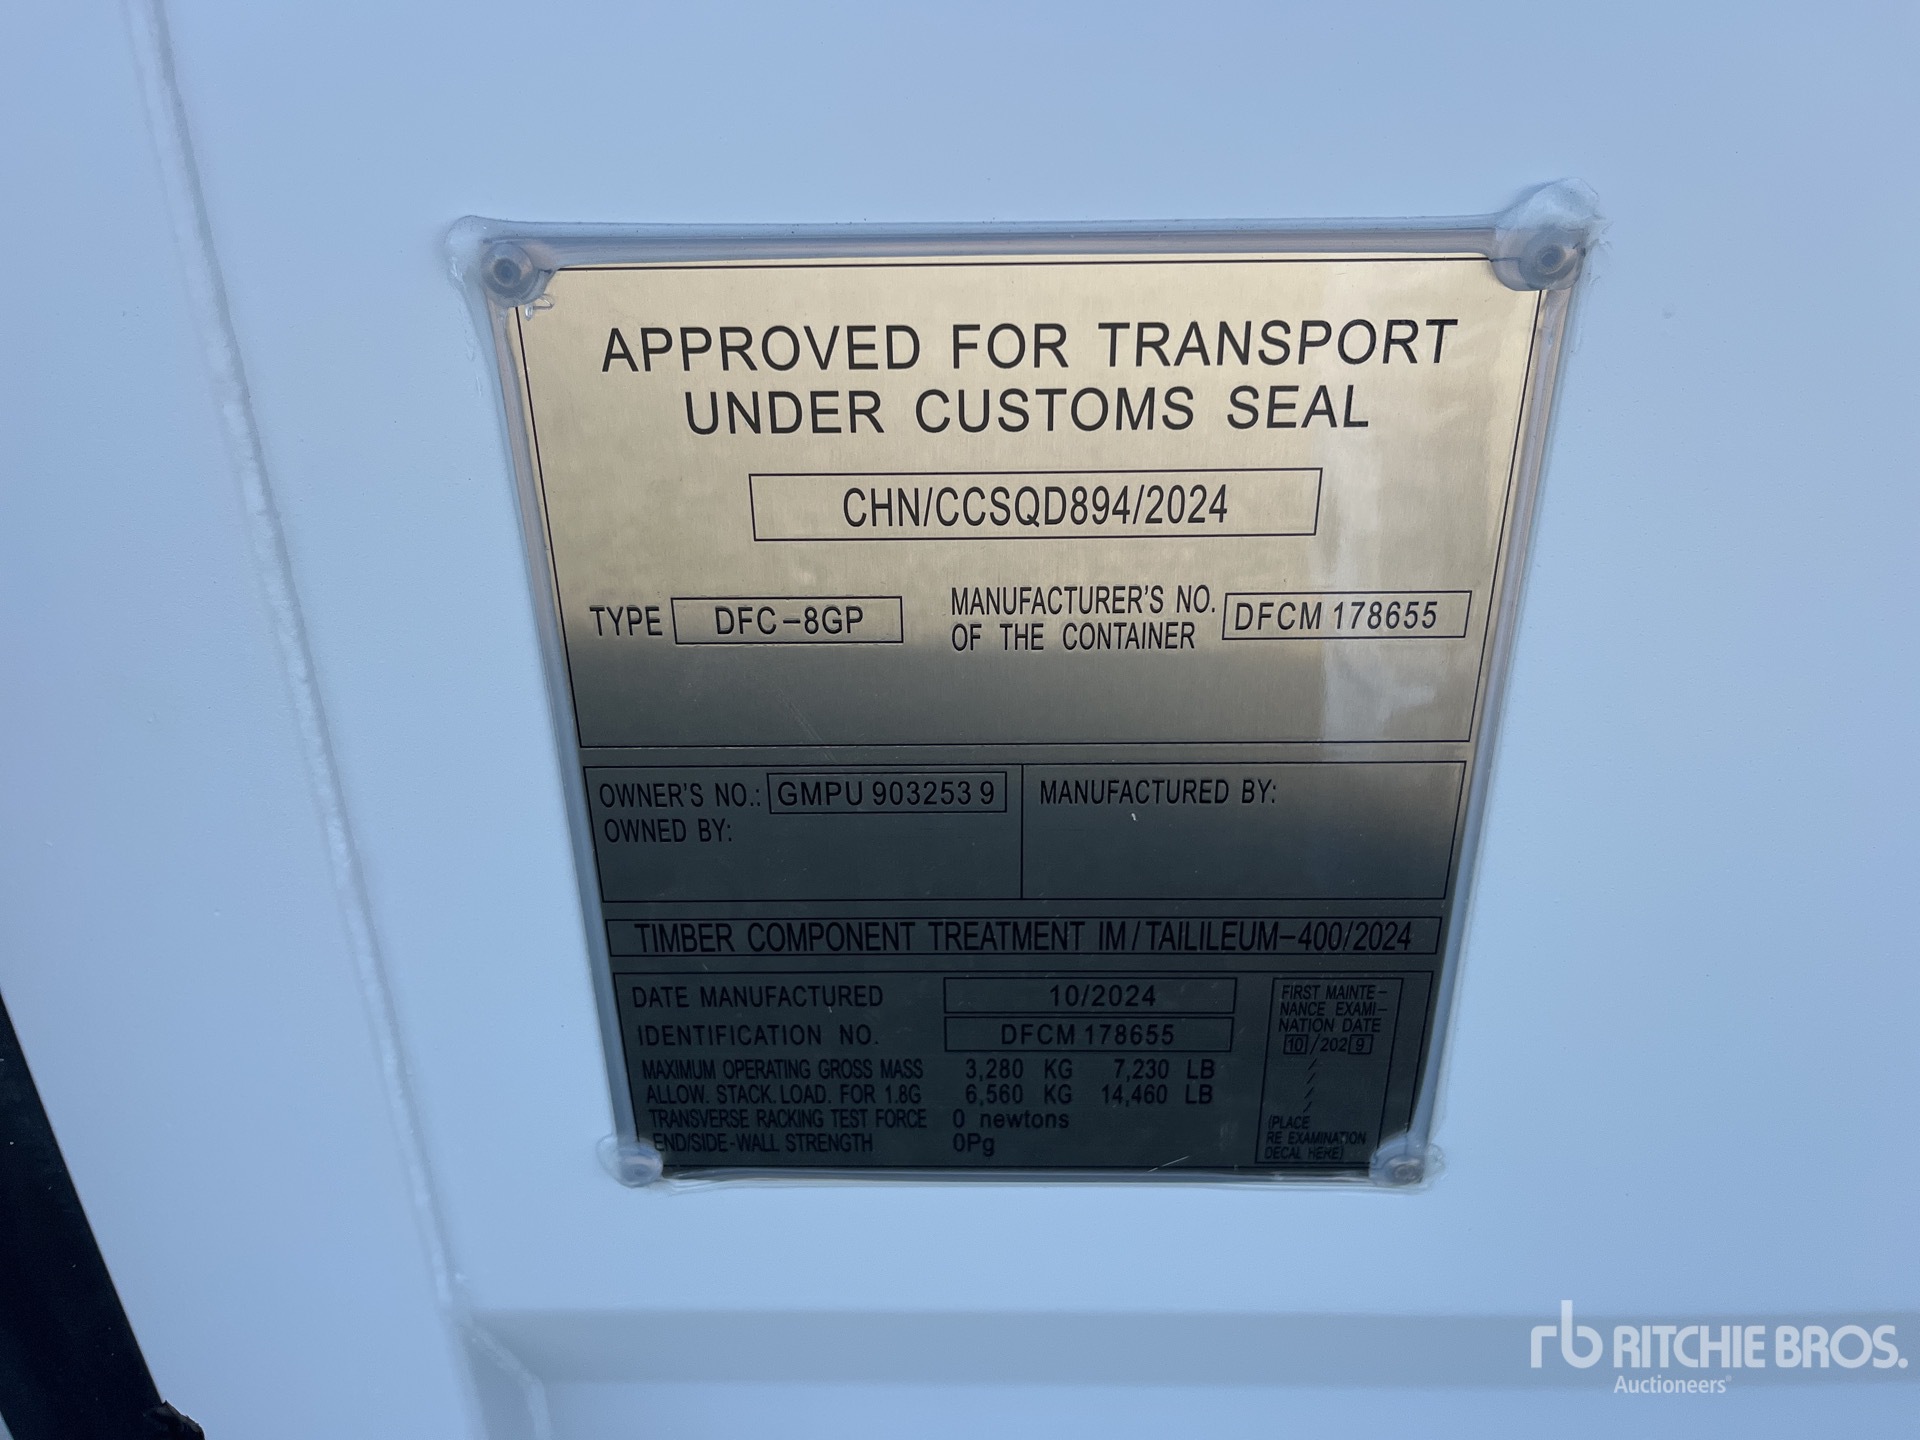 APPROVED FOR TRANSPORT
UNDER CUSTOMS SEAL
CHN/CCSQD894/2024
TYPE DFC-8GP MANUFACTURER'S NO. OF THE CONTAINER DFCM 178655
OWNER'S NO.: GMPU 903253 9
OWNED BY:
MANUFACTURED BY:
TIMBER COMPONENT TREATMENT IM/TAILILEUM-400/2024
DATE MANUFACTURED 10/2024
IDENTIFICATION NO. DFCM 178655
MAXIMUM OPERATING GROSS MASS 3,280 KG 7,230 LB
ALLOW. STACK. LOAD. FOR 1.8G 6,560 KG 14,460 LB
TRANSVERSE RACKING TEST FORCE 0 newtons
END/SIDE-WALL STRENGTH 0Pg
FIRST MAINTE-
NANCE EXAMI-
NATION DATE
10/2029
/
/
/
(PLACE
RE EXAMINATION
DECAL HERE)
rb RITCHIE BROS.
Auctioneers